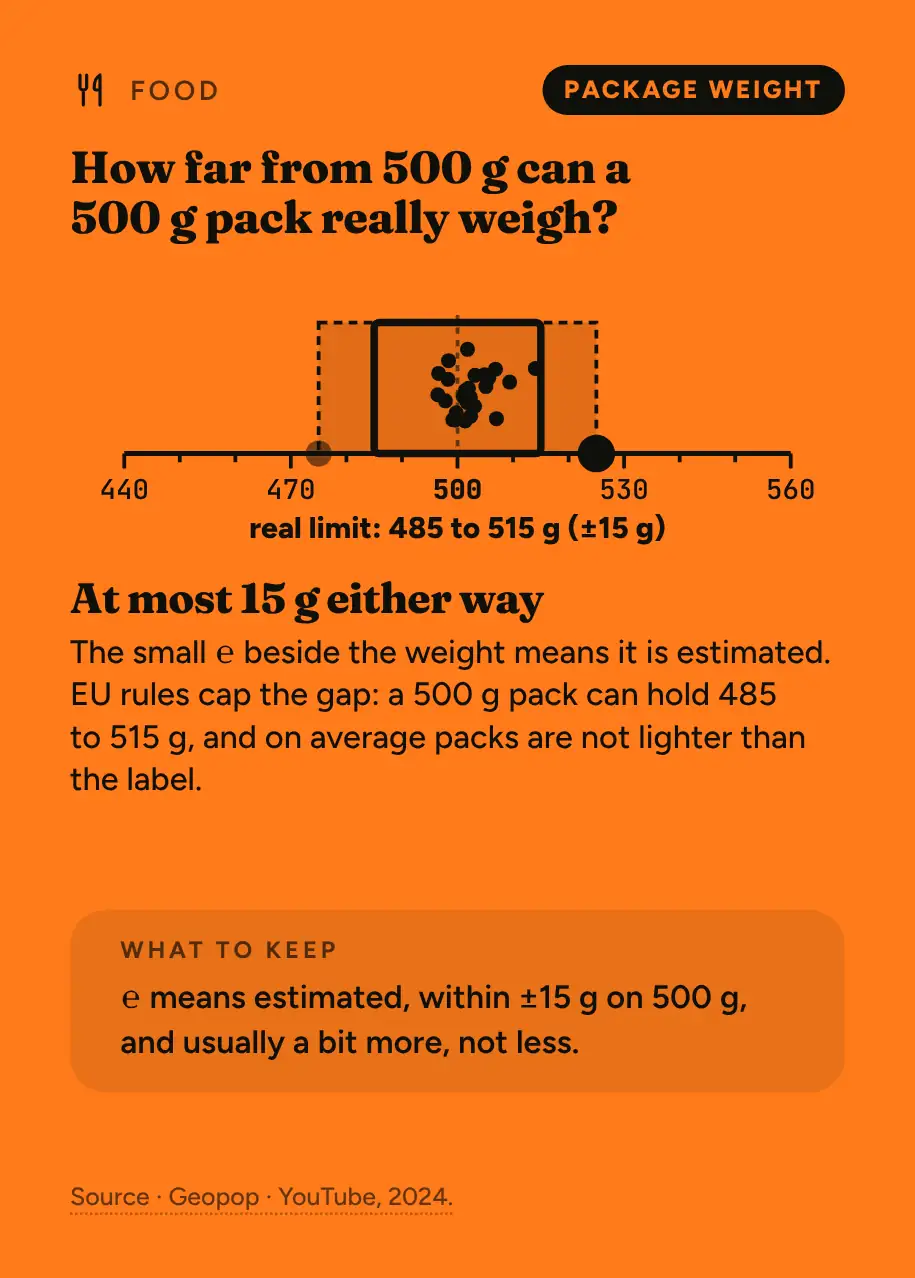 FOOD
PACKAGE WEIGHT
How far from 500 g can a
500 g pack really weigh?
440 470 500 530 560
real limit: 485 to 515 g (±15 g)
At most 15 g either way
The small ℮ beside the weight means it is estimated.
EU rules cap the gap: a 500 g pack can hold 485
to 515 g, and on average packs are not lighter than
the label.
WHAT TO KEEP
℮ means estimated, within ±15 g on 500 g,
and usually a bit more, not less.
Source · Geopop · YouTube, 2024.